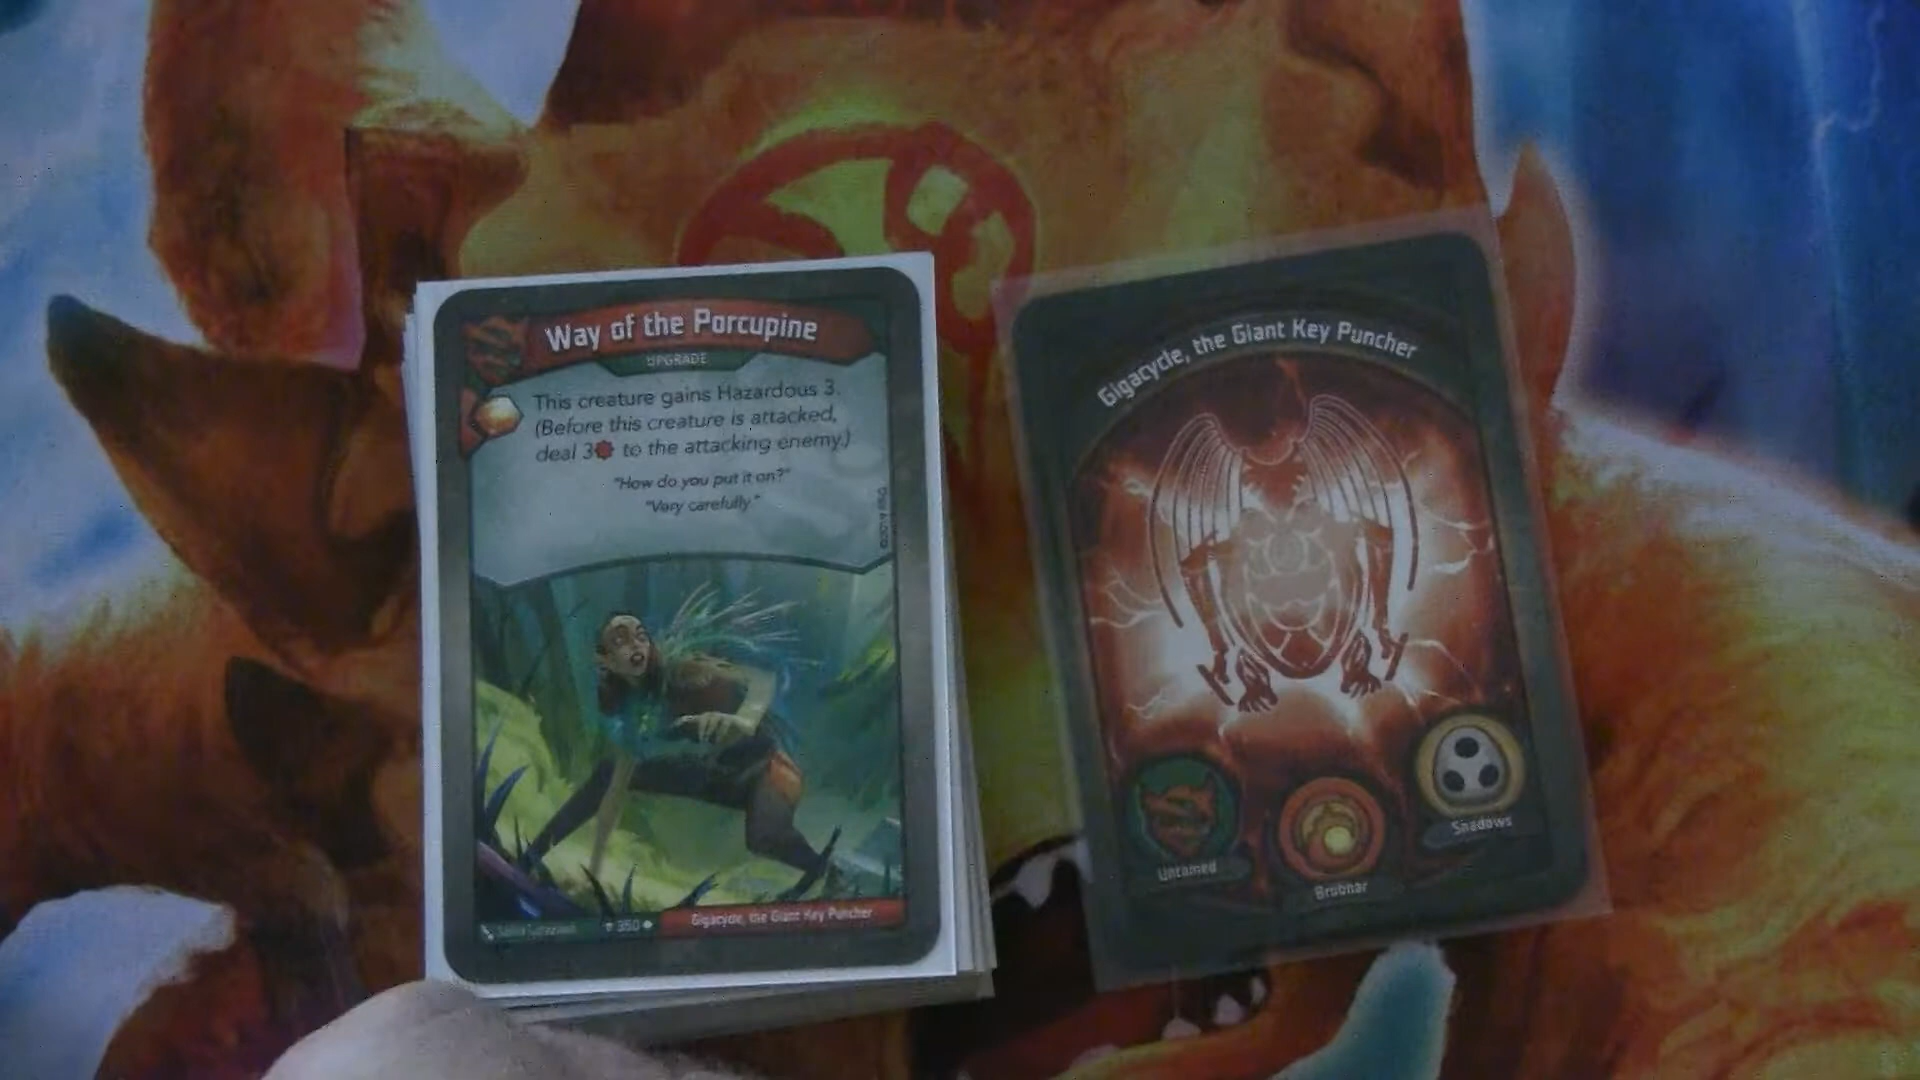 Way of the Porcupine
UPGRADE
This creature gains Hazardous 3.
(Before this creature is attacked,
deal 3 to the attacking enemy.)
"How do you put it on?"
"Very carefully."
350
Gigacycle, the Giant Key Puncher
Gigacycle, the Giant Key Puncher
Untamed
Brobnar
Shadows